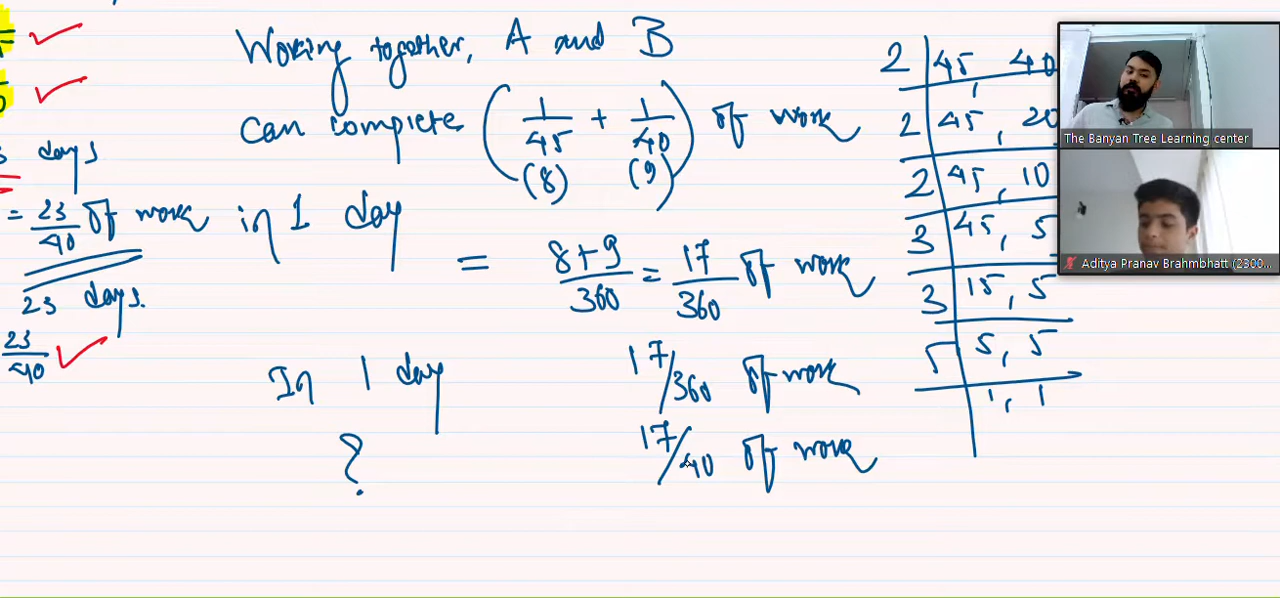 Working together, A and B
can complete (1/45 + 1/40) of work
(8) (9)
days
= 23/40 of work in 1 day
= 8+9/360 = 17/360 of work
23 days.
23/40
In 1 day 17/360 of work
? 17/40 of work
2 | 45, 40
2 | 45, 20
2 | 45, 10
3 | 45, 5
3 | 15, 5
5 | 5, 5
1, 1
The Banyan Tree Learning center
Aditya Pranav Brahmbhatt (2300...